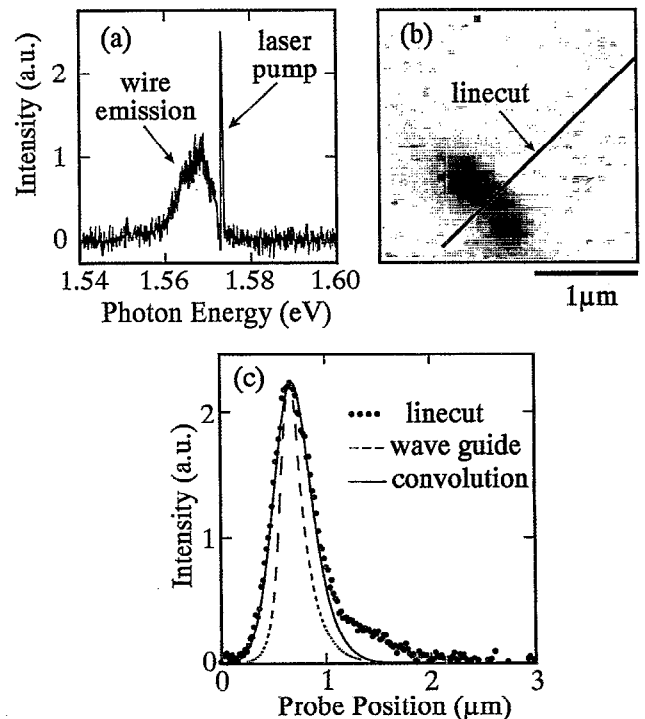 (a)
laser
pump
wire
emission
Intensity (a.u.)
2
1
0
1.54
1.56
1.58
1.60
Photon Energy (eV)
(b)
linecut
1μm
(c)
linecut
wave guide
convolution
Intensity (a.u.)
2
1
0
0
1
2
3
Probe Position (μm)